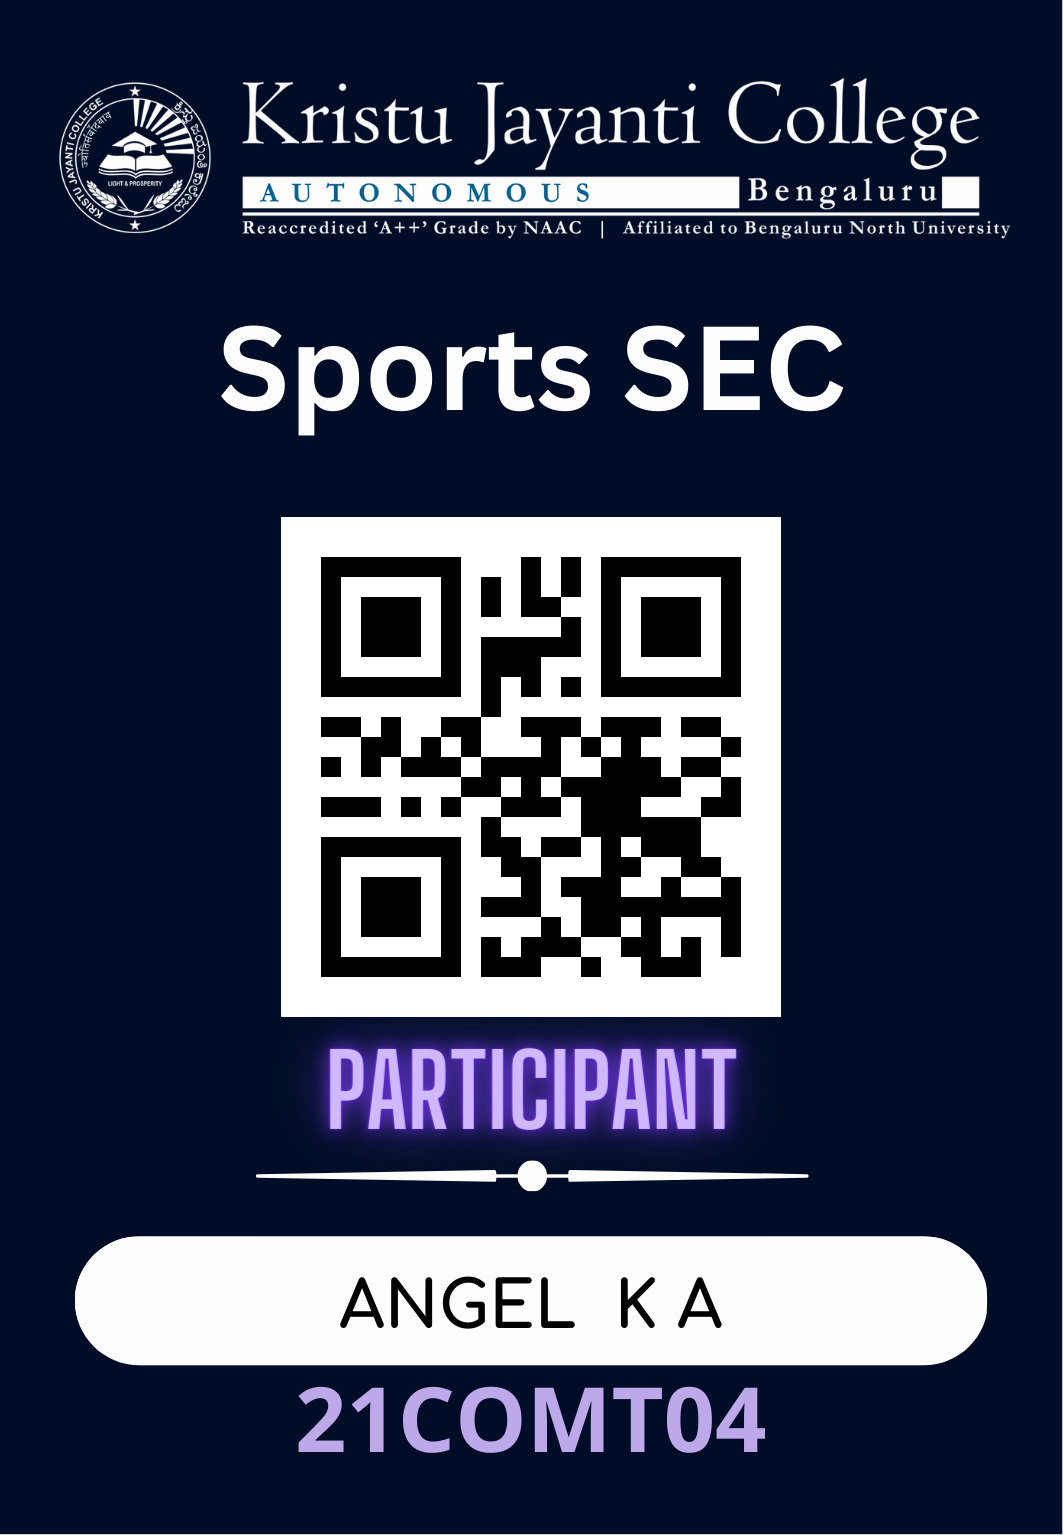 Kristu Jayanti College
AUTONOMOUS Bengaluru
Reaccredited ‘A++’ Grade by NAAC | Affiliated to Bengaluru North University
KRISTU JAYANTI COLLEGE
LIGHT & PROSPERITY
Sports SEC
PARTICIPANT
ANGEL K A
21COMT04